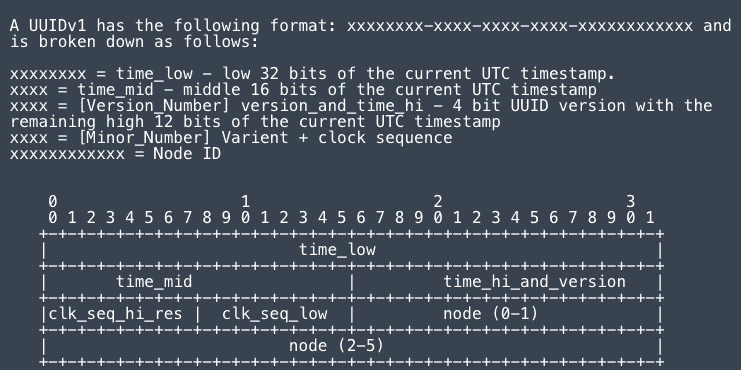 A UUIDv1 has the following format: xxxxxxxx-xxxx-xxxx-xxxx-xxxxxxxxxxxx and
is broken down as follows:

xxxxxxxx = time_low - low 32 bits of the current UTC timestamp.
xxxx = time_mid - middle 16 bits of the current UTC timestamp
xxxx = [Version_Number] version_and_time_hi - 4 bit UUID version with the
remaining high 12 bits of the current UTC timestamp
xxxx = [Minor_Number] Varient + clock sequence
xxxxxxxxxxxx = Node ID

    0                   1                   2                   3
    0 1 2 3 4 5 6 7 8 9 0 1 2 3 4 5 6 7 8 9 0 1 2 3 4 5 6 7 8 9 0 1
   +-+-+-+-+-+-+-+-+-+-+-+-+-+-+-+-+-+-+-+-+-+-+-+-+-+-+-+-+-+-+-+-+
   |                          time_low                             |
   +-+-+-+-+-+-+-+-+-+-+-+-+-+-+-+-+-+-+-+-+-+-+-+-+-+-+-+-+-+-+-+-+
   |       time_mid                |         time_hi_and_version   |
   +-+-+-+-+-+-+-+-+-+-+-+-+-+-+-+-+-+-+-+-+-+-+-+-+-+-+-+-+-+-+-+-+
   |clk_seq_hi_res |  clk_seq_low  |         node (0-1)            |
   +-+-+-+-+-+-+-+-+-+-+-+-+-+-+-+-+-+-+-+-+-+-+-+-+-+-+-+-+-+-+-+-+
   |                         node (2-5)                            |
   +-+-+-+-+-+-+-+-+-+-+-+-+-+-+-+-+-+-+-+-+-+-+-+-+-+-+-+-+-+-+-+-+